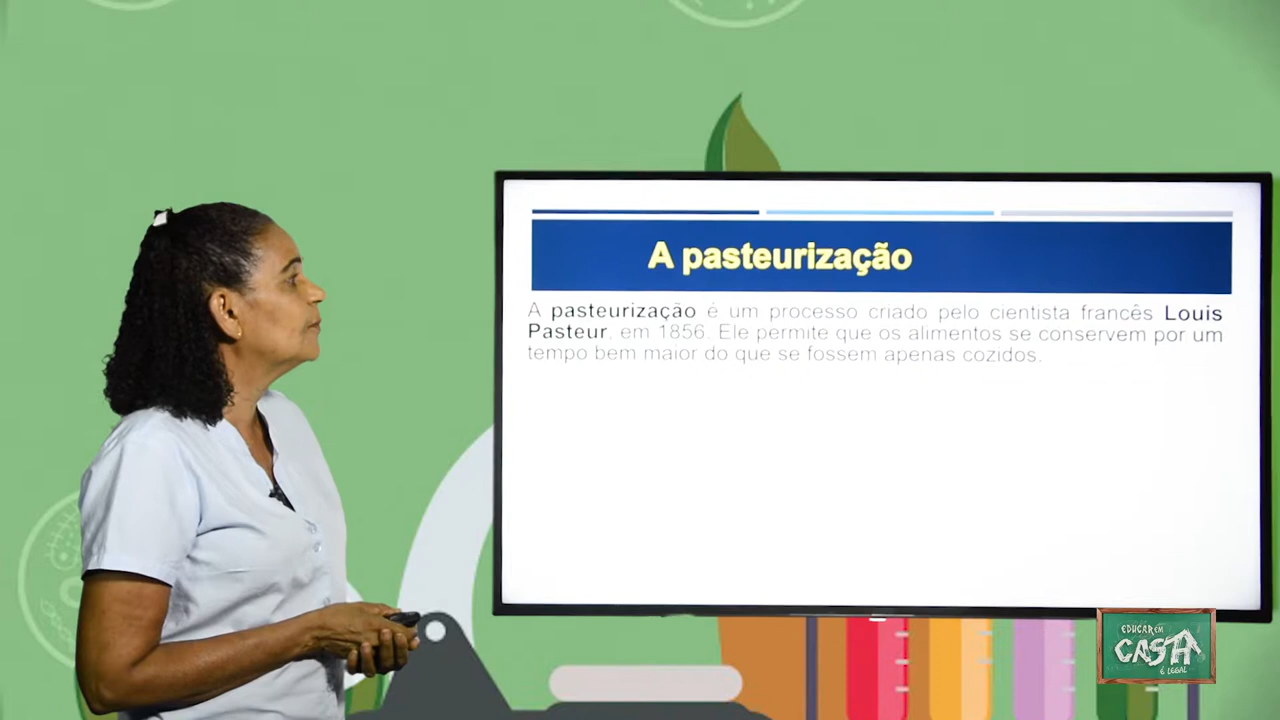 A pasteurização
A pasteurização é um processo criado pelo cientista francês Louis
Pasteur, em 1856. Ele permite que os alimentos se conservem por um
tempo bem maior do que se fossem apenas cozidos.
EDUCAR EM
CASA
É LEGAL